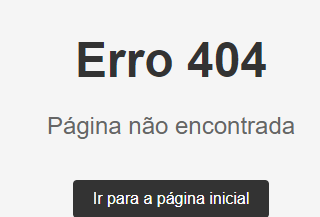 Erro 404
Página não encontrada
Ir para a página inicial